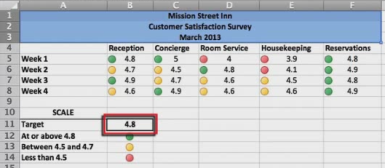 A B C D E F
1 Mission Street Inn
2 Customer Satisfaction Survey
3 March 2013
4 Reception Concierge Room Service Housekeeping Reservations
5 Week 1 4.8 5 4 3.9 4.8
6 Week 2 4.7 4.5 4.8 4.1 4.9
7 Week 3 4.9 4.7 4.6 4.5 4.8
8 Week 4 4.6 4.9 4.6 4.6 4.9
9
10 SCALE
11 Target 4.8
12 At or above 4.8
13 Between 4.5 and 4.7
14 Less than 4.5